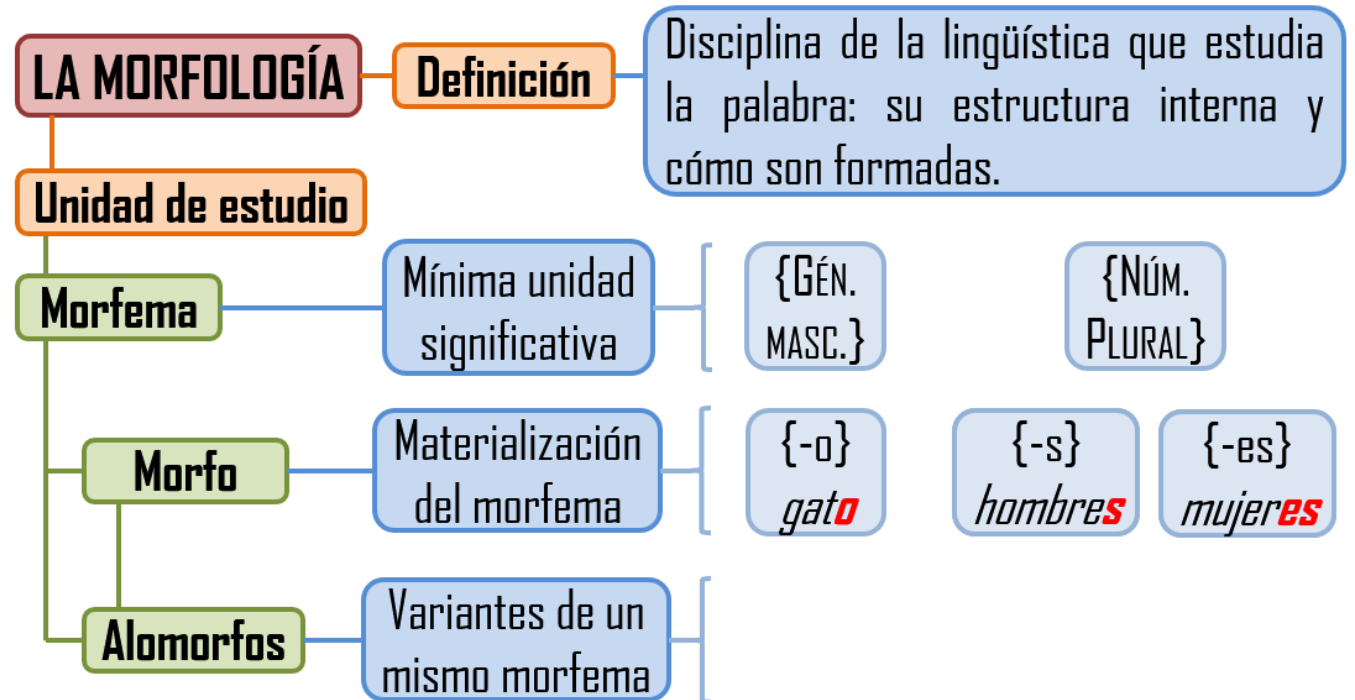 LA MORFOLOGÍA
Definición
Disciplina de la lingüística que estudia
la palabra: su estructura interna y
cómo son formadas.
Unidad de estudio
Morfema
Mínima unidad
significativa
{GÉN.
MASC.}
{NÚM.
PLURAL}
Morfo
Materialización
del morfema
{-o}
gato
{-s}
hombres
{-es}
mujeres
Alomorfos
Variantes de un
mismo morfema